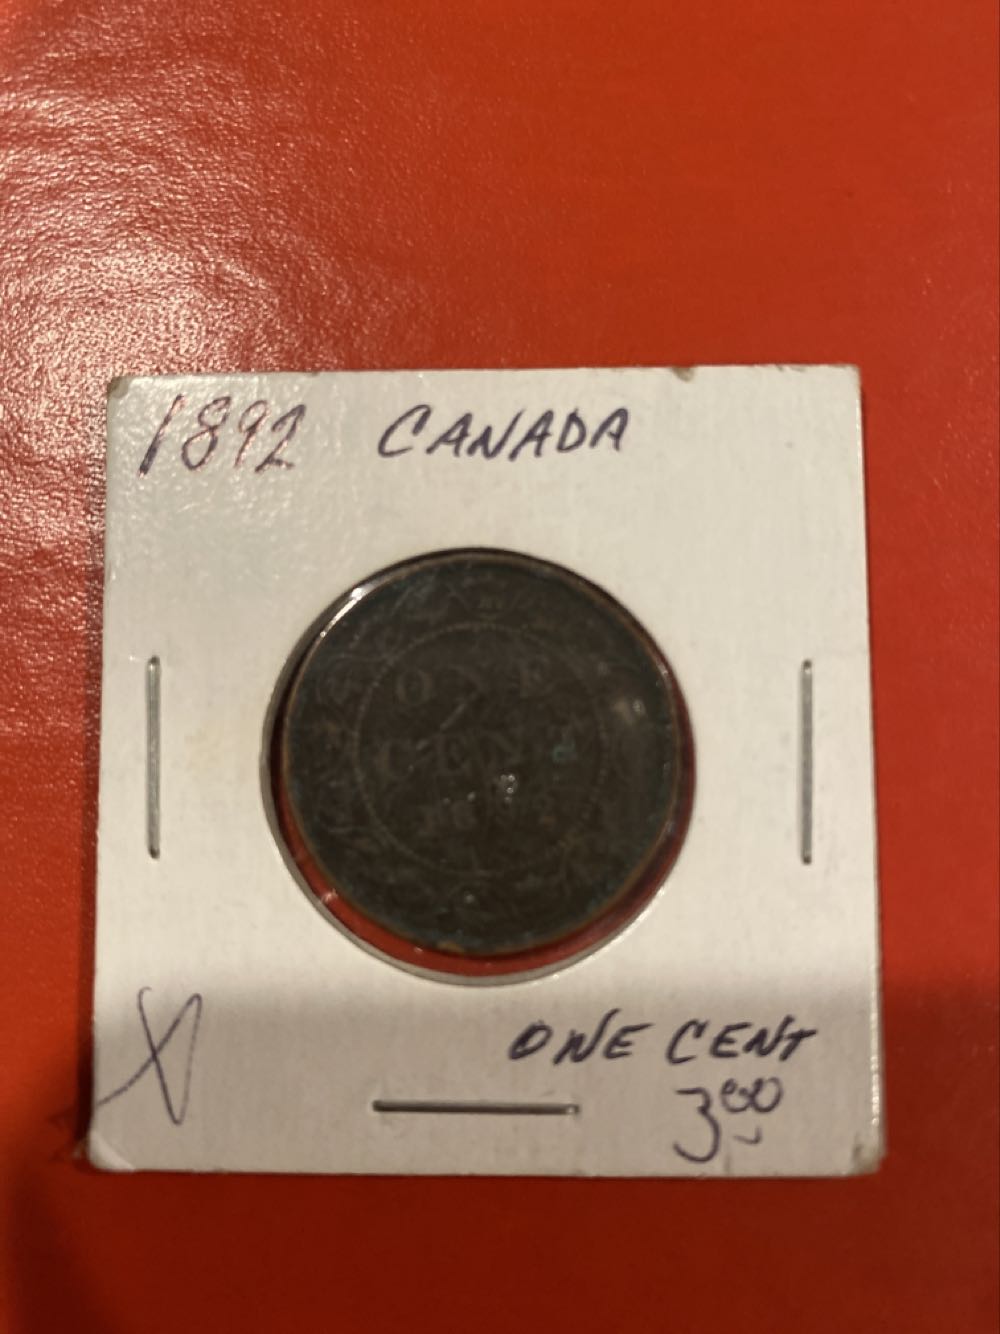 1892 CANADA
ONE
CENT
1892
X
ONE CENT
3.00